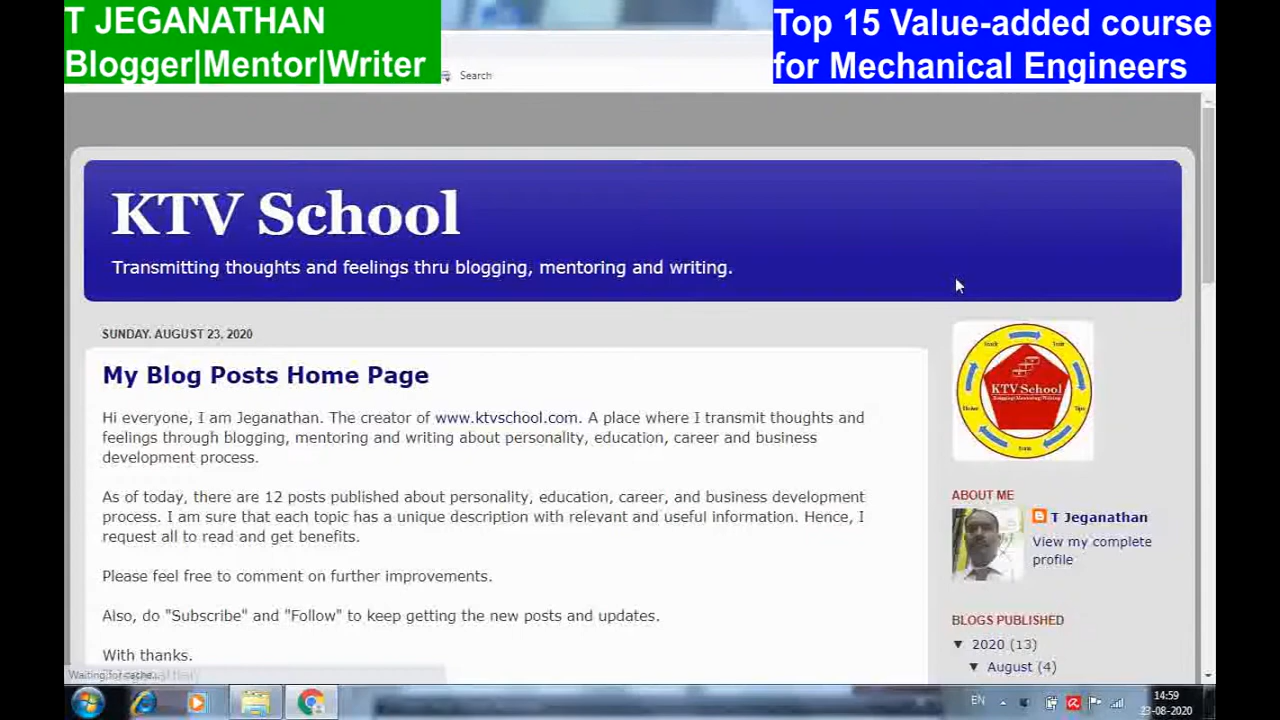 T JEGANATHAN
Blogger|Mentor|Writer
Top 15 Value-added course
for Mechanical Engineers
Search
KTV School
Transmitting thoughts and feelings thru blogging, mentoring and writing.
SUNDAY, AUGUST 23, 2020
My Blog Posts Home Page
Hi everyone, I am Jeganathan. The creator of www.ktvschool.com. A place where I transmit thoughts and
feelings through blogging, mentoring and writing about personality, education, career and business
development process.
As of today, there are 12 posts published about personality, education, career, and business development
process. I am sure that each topic has a unique description with relevant and useful information. Hence, I
request all to read and get benefits.
Please feel free to comment on further improvements.
Also, do "Subscribe" and "Follow" to keep getting the new posts and updates.
With thanks.
Waiting for cache...
KTV School
ABOUT ME
T Jeganathan
View my complete
profile
BLOGS PUBLISHED
▼ 2020 (13)
▼ August (4)
EN
14:59
23-08-2020